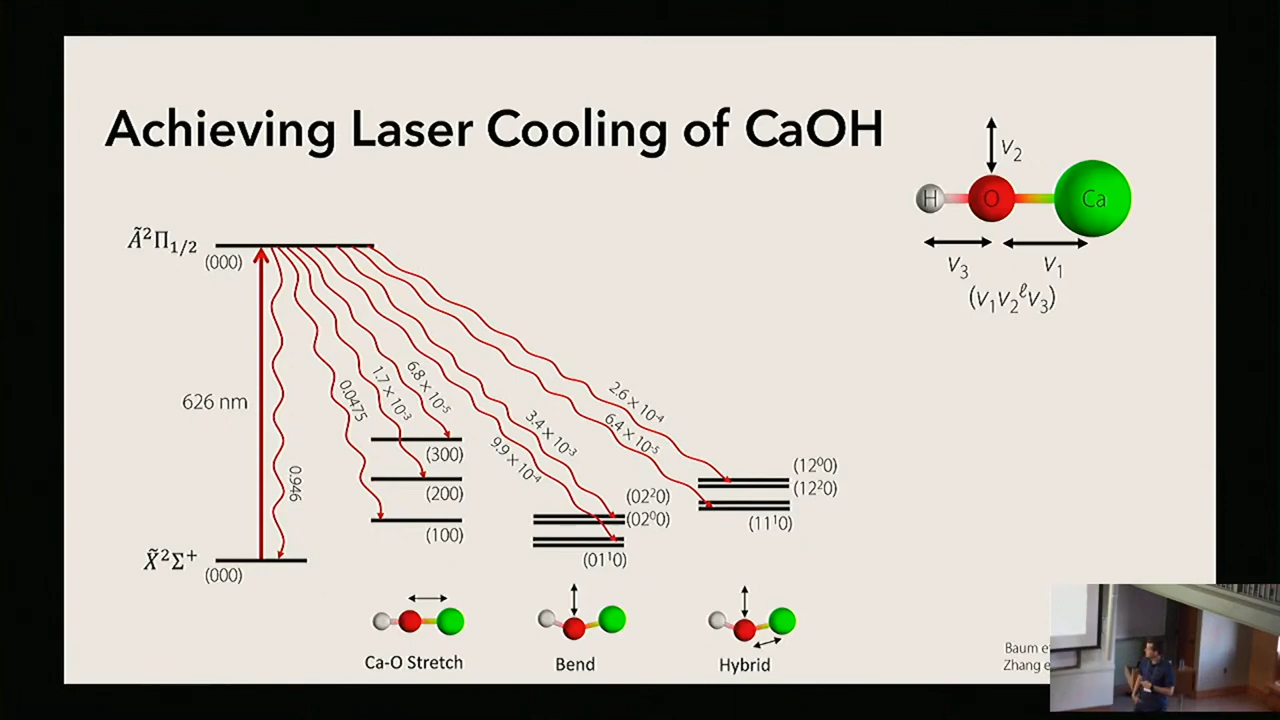 Achieving Laser Cooling of CaOH
V₂
H O Ca
V₃ V₁
(V₁V₂ˡV₃)
Ã²Π₁/₂
(000)
626 nm
0.946
0.0475
1.7 × 10⁻³
6.8 × 10⁻⁵
3.4 × 10⁻³
9.9 × 10⁻⁴
2.6 × 10⁻⁴
6.4 × 10⁻⁵
(300)
(200)
(100)
(02²0)
(02⁰0)
(01¹0)
(12⁰0)
(12²0)
(11¹0)
X̃²Σ⁺
(000)
Ca-O Stretch
Bend
Hybrid
Baum
Zhang